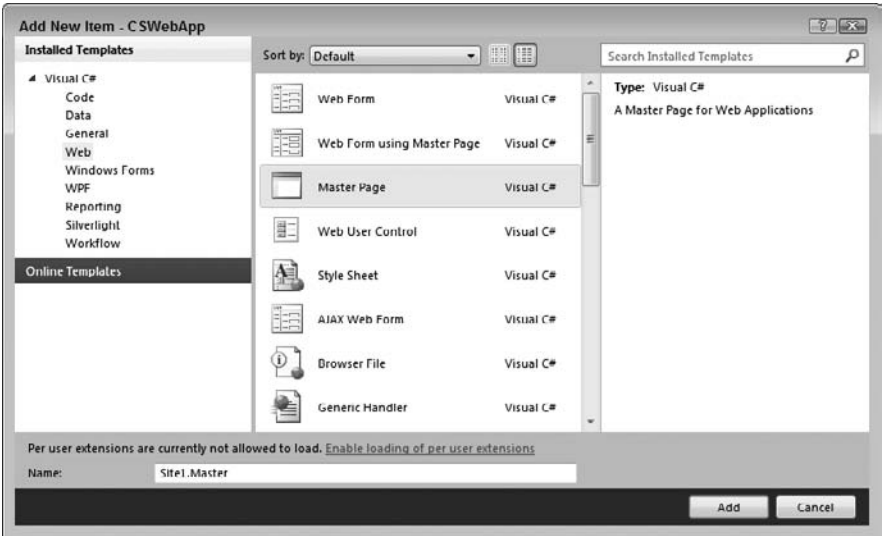 Add New Item - CSWebApp
Installed Templates
Visual C#
Code
Data
General
Web
Windows Forms
WPF
Reporting
Silverlight
Workflow
Online Templates
Sort by: Default
Web Form Visual C#
Web Form using Master Page Visual C#
Master Page Visual C#
Web User Control Visual C#
Style Sheet Visual C#
AJAX Web Form Visual C#
Browser File Visual C#
Generic Handler Visual C#
Search Installed Templates
Type: Visual C#
A Master Page for Web Applications
Per user extensions are currently not allowed to load. Enable loading of per user extensions
Name: Site1.Master
Add Cancel